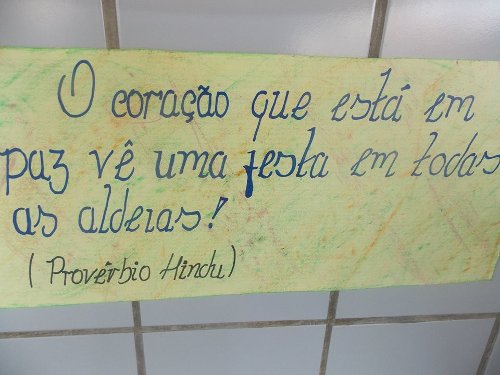 O coração que está em
paz vê uma festa em todas
as aldeias!
(Provérbio Hindu)